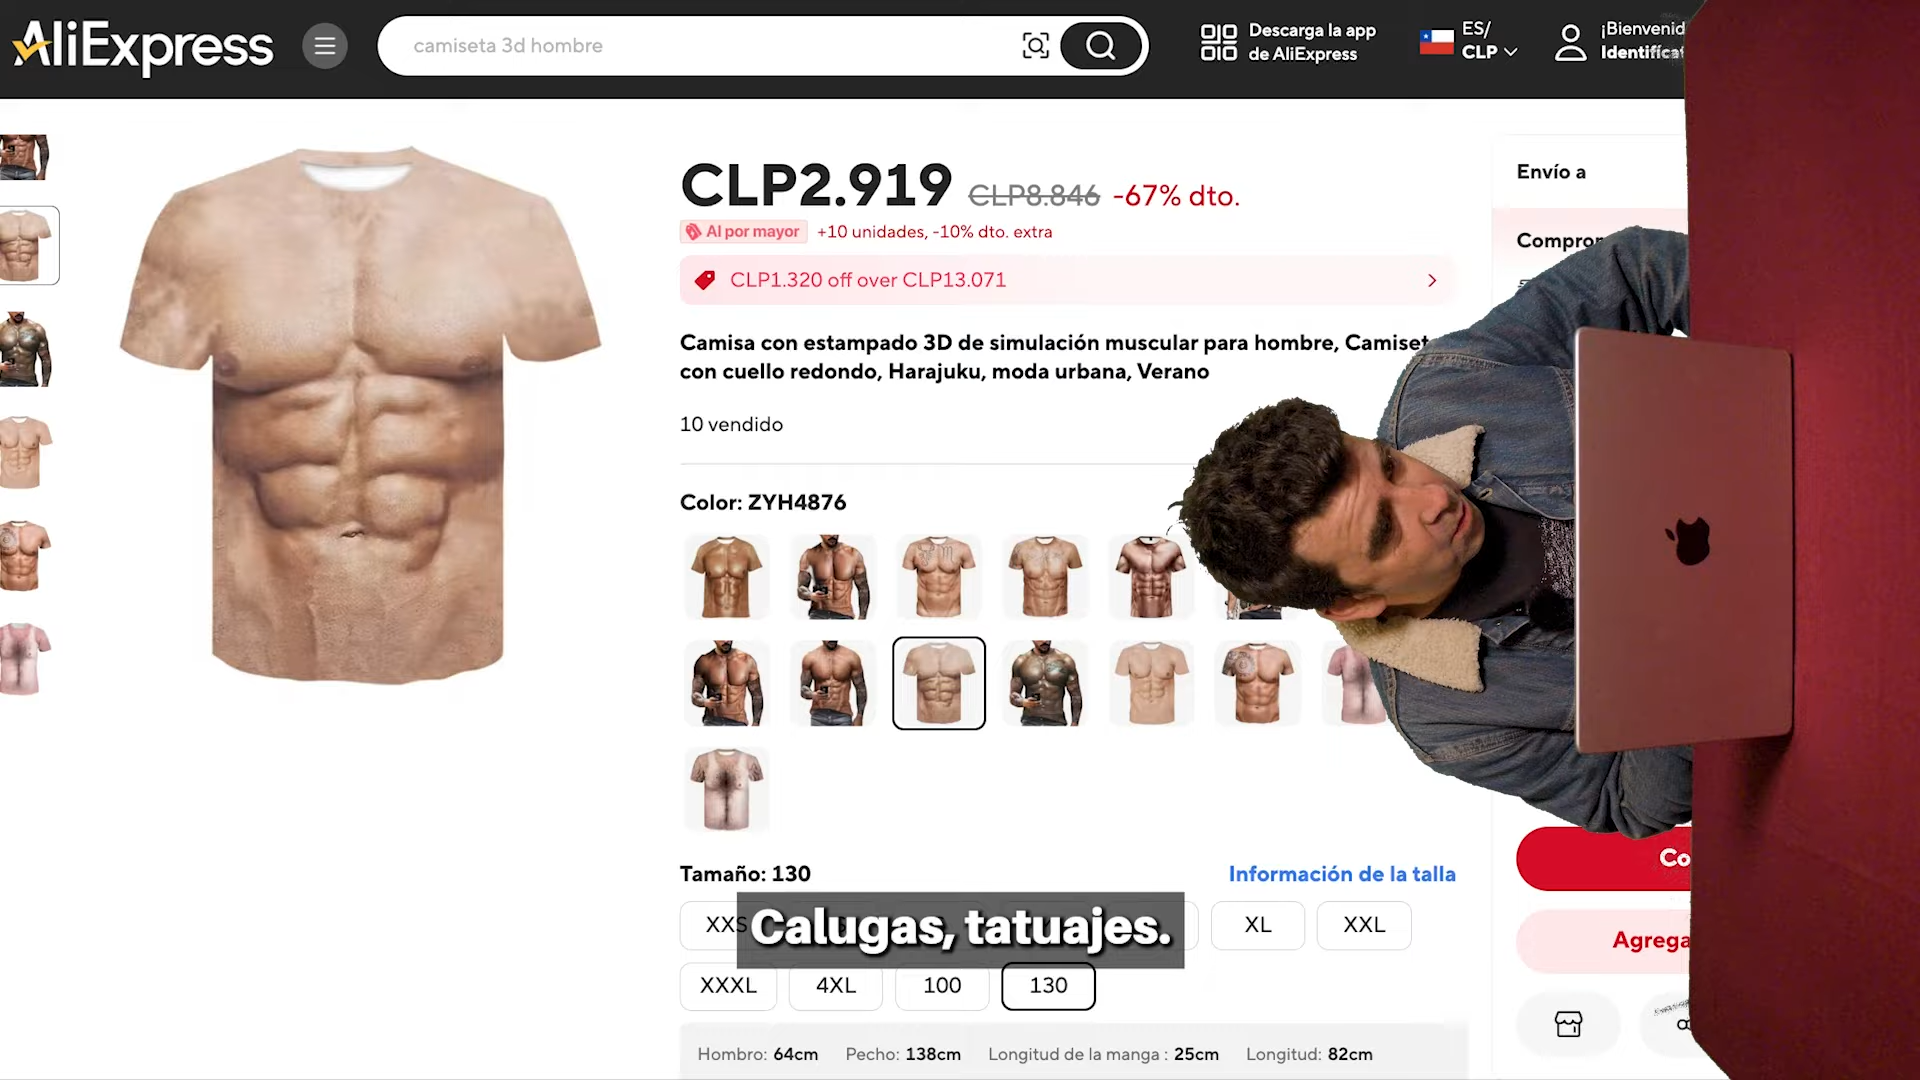 AliExpress
camiseta 3d hombre
Descarga la app
de AliExpress
ES/
CLP
¡Bienvenid
Identifícat
CLP2.919 CLP8.846 -67% dto.
Al por mayor +10 unidades, -10% dto. extra
CLP1.320 off over CLP13.071
Camisa con estampado 3D de simulación muscular para hombre, Camiset
con cuello redondo, Harajuku, moda urbana, Verano
10 vendido
Color: ZYH4876
Tamaño: 130
Información de la talla
XXS
XL
XXL
Calugas, tatuajes.
XXXL
4XL
100
130
Hombro: 64cm Pecho: 138cm Longitud de la manga : 25cm Longitud: 82cm
Envío a
Compror
Co
Agrega